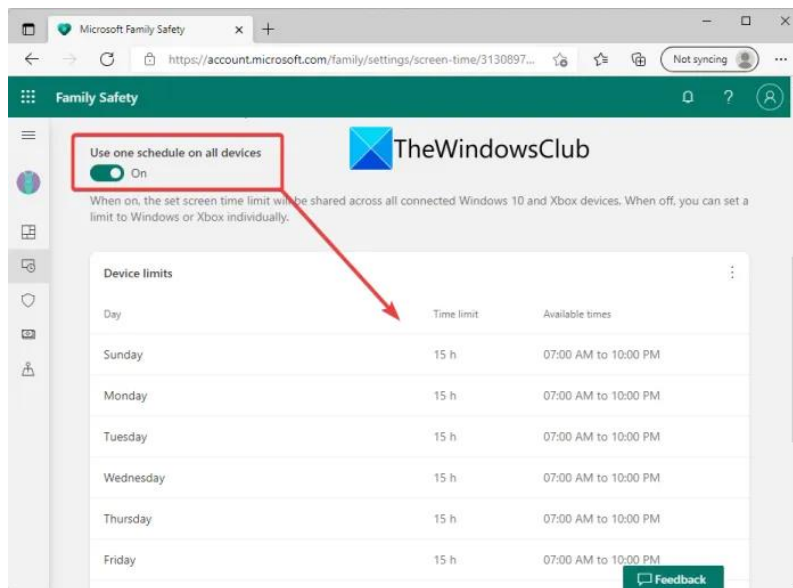 Microsoft Family Safety
https://account.microsoft.com/family/settings/screen-time/3130897...
Not syncing
Family Safety
?
Use one schedule on all devices
On
TheWindowsClub
When on, the set screen time limit will be shared across all connected Windows 10 and Xbox devices. When off, you can set a
limit to Windows or Xbox individually.
Device limits
Day Time limit Available times
Sunday 15 h 07:00 AM to 10:00 PM
Monday 15 h 07:00 AM to 10:00 PM
Tuesday 15 h 07:00 AM to 10:00 PM
Wednesday 15 h 07:00 AM to 10:00 PM
Thursday 15 h 07:00 AM to 10:00 PM
Friday 15 h 07:00 AM to 10:00 PM
Feedback